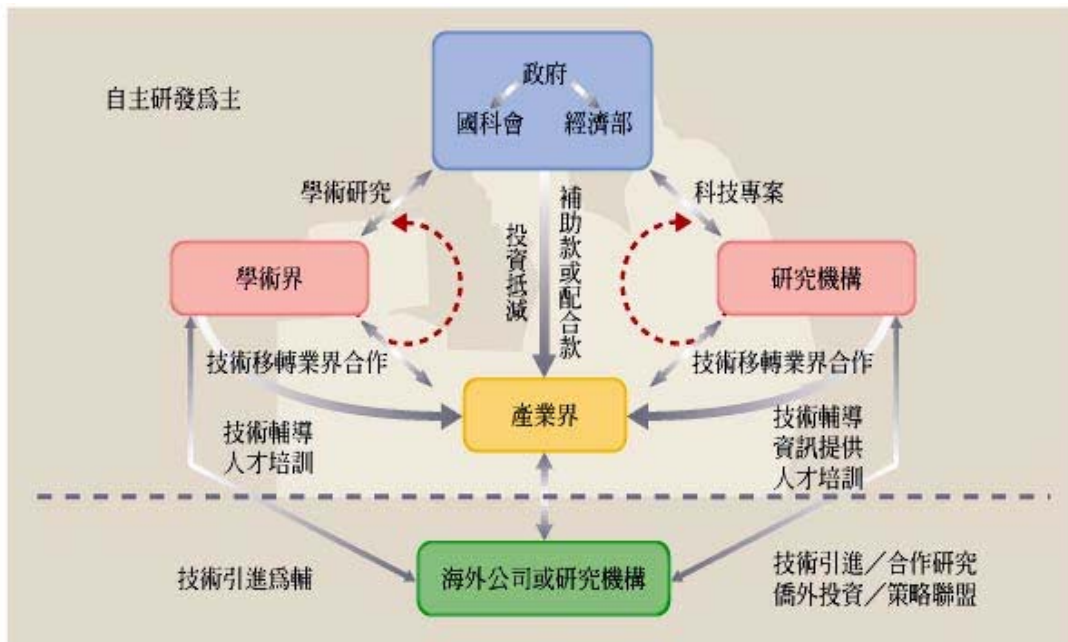 政府
自主研發爲主
國科會
經濟部
學術研究
投資抵減
補助款或配合款
科技專案
學術界
研究機構
技術移轉業界合作
技術移轉業界合作
產業界
技術輔導
人才培訓
技術輔導
資訊提供
人才培訓
技術引進爲輔
海外公司或研究機構
技術引進／合作研究
僑外投資／策略聯盟